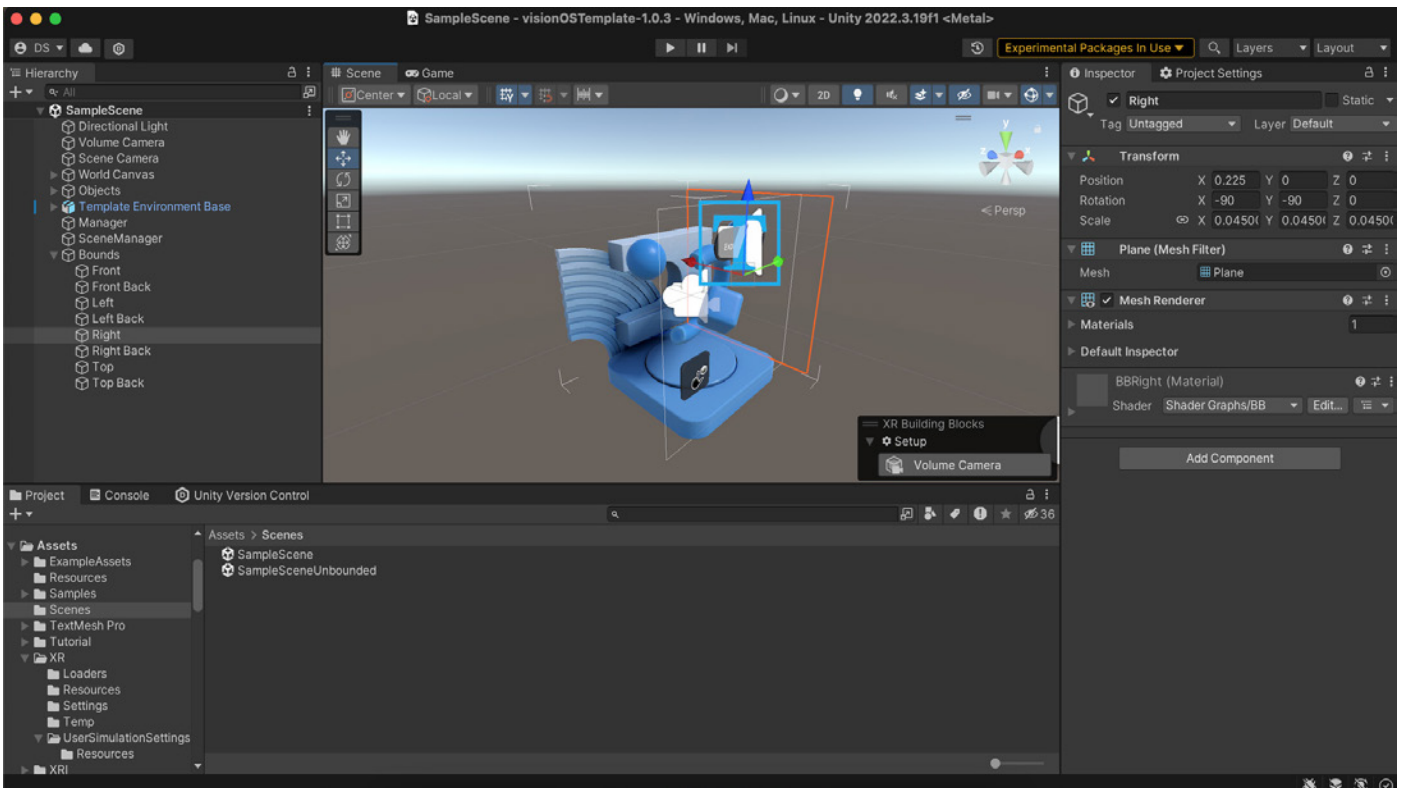 SampleScene - visionOSTemplate-1.0.3 - Windows, Mac, Linux - Unity 2022.3.19f1 <Metal>
DS
Experimental Packages In Use
Layers
Layout
Hierarchy
All
SampleScene
Directional Light
Volume Camera
Scene Camera
World Canvas
Objects
Template Environment Base
Manager
SceneManager
Bounds
Front
Front Back
Left
Left Back
Right
Right Back
Top
Top Back
Scene
Game
Center
Local
2D
y
z
x
Persp
T
XR Building Blocks
Setup
Volume Camera
Inspector
Project Settings
Right
Static
Tag Untagged
Layer Default
Transform
Position X 0.225 Y 0 Z 0
Rotation X -90 Y -90 Z 0
Scale X 0.0450 Y 0.0450 Z 0.0450
Plane (Mesh Filter)
Mesh Plane
Mesh Renderer
Materials 1
Default Inspector
BBRight (Material)
Shader Shader Graphs/BB Edit...
Add Component
Project
Console
Unity Version Control
36
Assets
ExampleAssets
Resources
Samples
Scenes
TextMesh Pro
Tutorial
XR
Loaders
Resources
Settings
Temp
UserSimulationSettings
Resources
XRI
Assets > Scenes
SampleScene
SampleSceneUnbounded